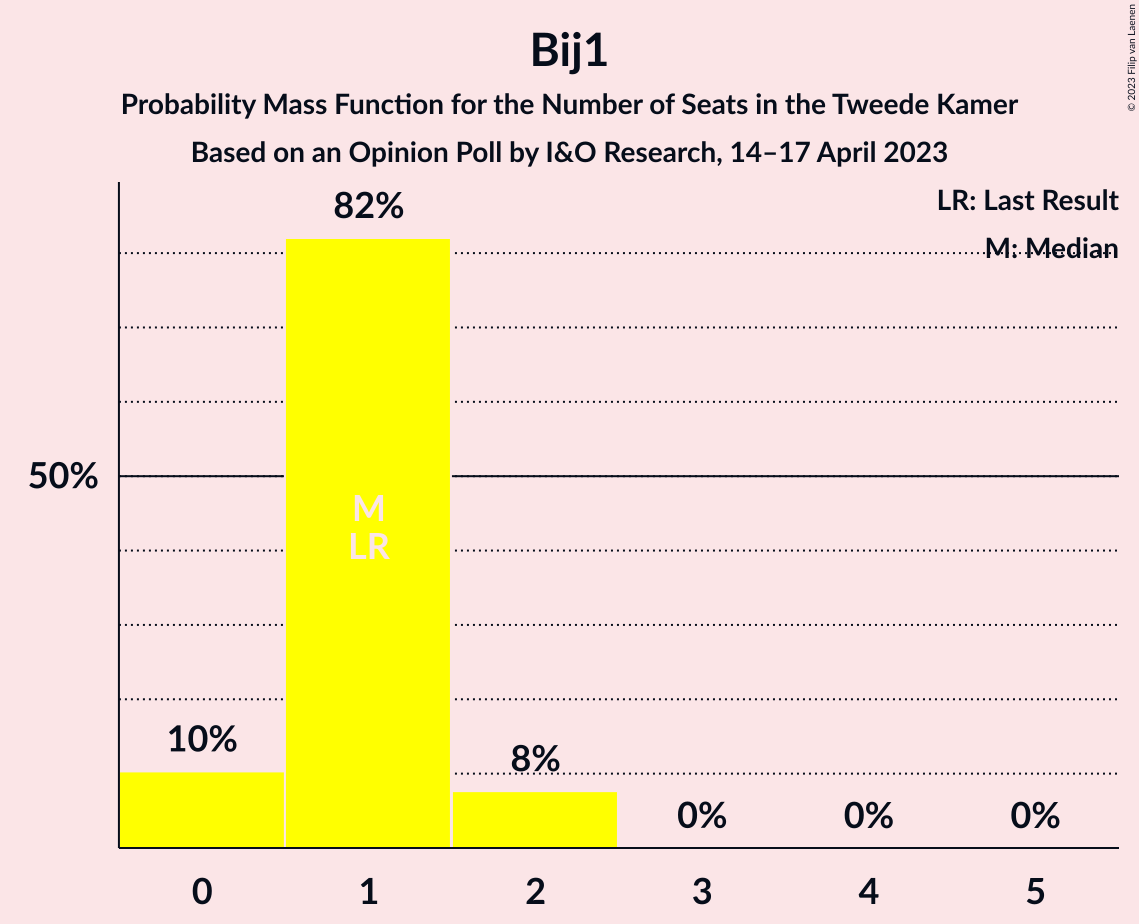 Bij1
Probability Mass Function for the Number of Seats in the Tweede Kamer
Based on an Opinion Poll by I&O Research, 14–17 April 2023
© 2023 Filip van Laenen
LR: Last Result
M: Median
82%
50%
M
LR
10%
8%
0%
0%
0%
0
1
2
3
4
5